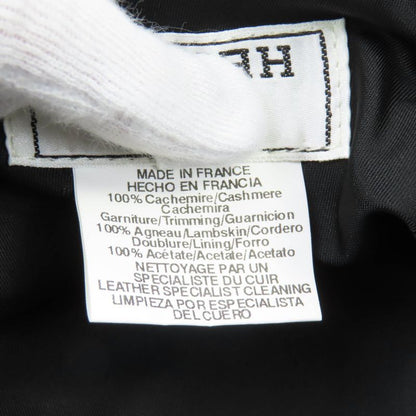 MADE IN FRANCE
HECHO EN FRANCIA
100% Cachemire/Cashmere
Cachemira
Garniture/Trimming/Guarnicion
100% Agneau/Lambskin/Cordero
Doublure/Lining/Forro
100% Acétate/Acetate/Acetato
NETTOYAGE PAR UN
SPECIALISTE DU CUIR
LEATHER SPECIALIST CLEANING
LIMPIEZA POR ESPECIALISTA
DEL CUERO